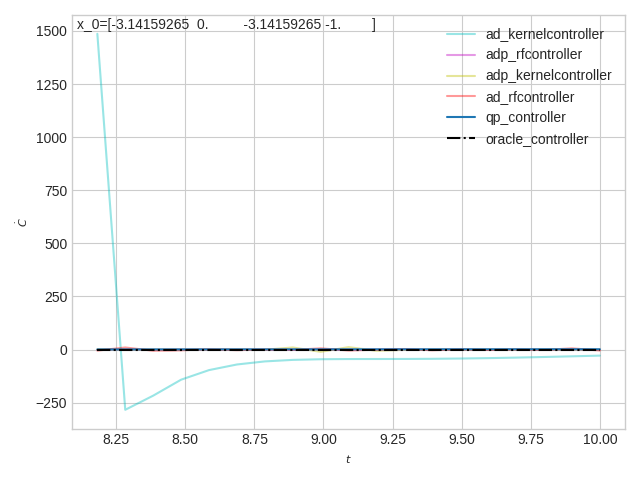 x_0=[-3.14159265 0. -3.14159265 -1. ]
ad_kernelcontroller
adp_rfcontroller
adp_kernelcontroller
ad_rfcontroller
qp_controller
oracle_controller
1500
1250
1000
750
500
250
0
−250
Ċ
8.25 8.50 8.75 9.00 9.25 9.50 9.75 10.00
t